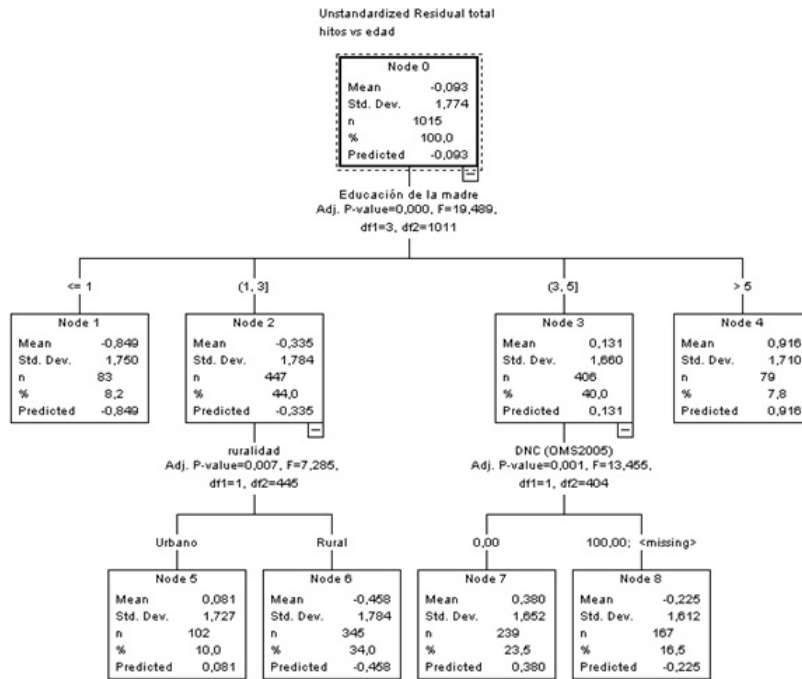 Unstandardized Residual total
hitos vs edad
Node 0
Mean -0,093
Std. Dev. 1,774
n 1015
% 100,0
Predicted -0,093
Educación de la madre
Adj. P-value=0,000, F=19,489,
df1=3, df2=1011
<= 1 (1, 3] (3, 5] > 5
Node 1
Mean -0,849
Std. Dev. 1,750
n 83
% 8,2
Predicted -0,849
Node 2
Mean -0,335
Std. Dev. 1,784
n 447
% 44,0
Predicted -0,335
Node 3
Mean 0,131
Std. Dev. 1,660
n 406
% 40,0
Predicted 0,131
Node 4
Mean 0,916
Std. Dev. 1,710
n 79
% 7,8
Predicted 0,916
ruralidad
Adj. P-value=0,007, F=7,285,
df1=1, df2=445
DNC (OMS2005)
Adj. P-value=0,001, F=13,455,
df1=1, df2=404
Urbano Rural 0,00 100,00; <missing>
Node 5
Mean 0,081
Std. Dev. 1,727
n 102
% 10,0
Predicted 0,081
Node 6
Mean -0,458
Std. Dev. 1,784
n 345
% 34,0
Predicted -0,458
Node 7
Mean 0,380
Std. Dev. 1,652
n 239
% 23,5
Predicted 0,380
Node 8
Mean -0,225
Std. Dev. 1,612
n 167
% 16,5
Predicted -0,225